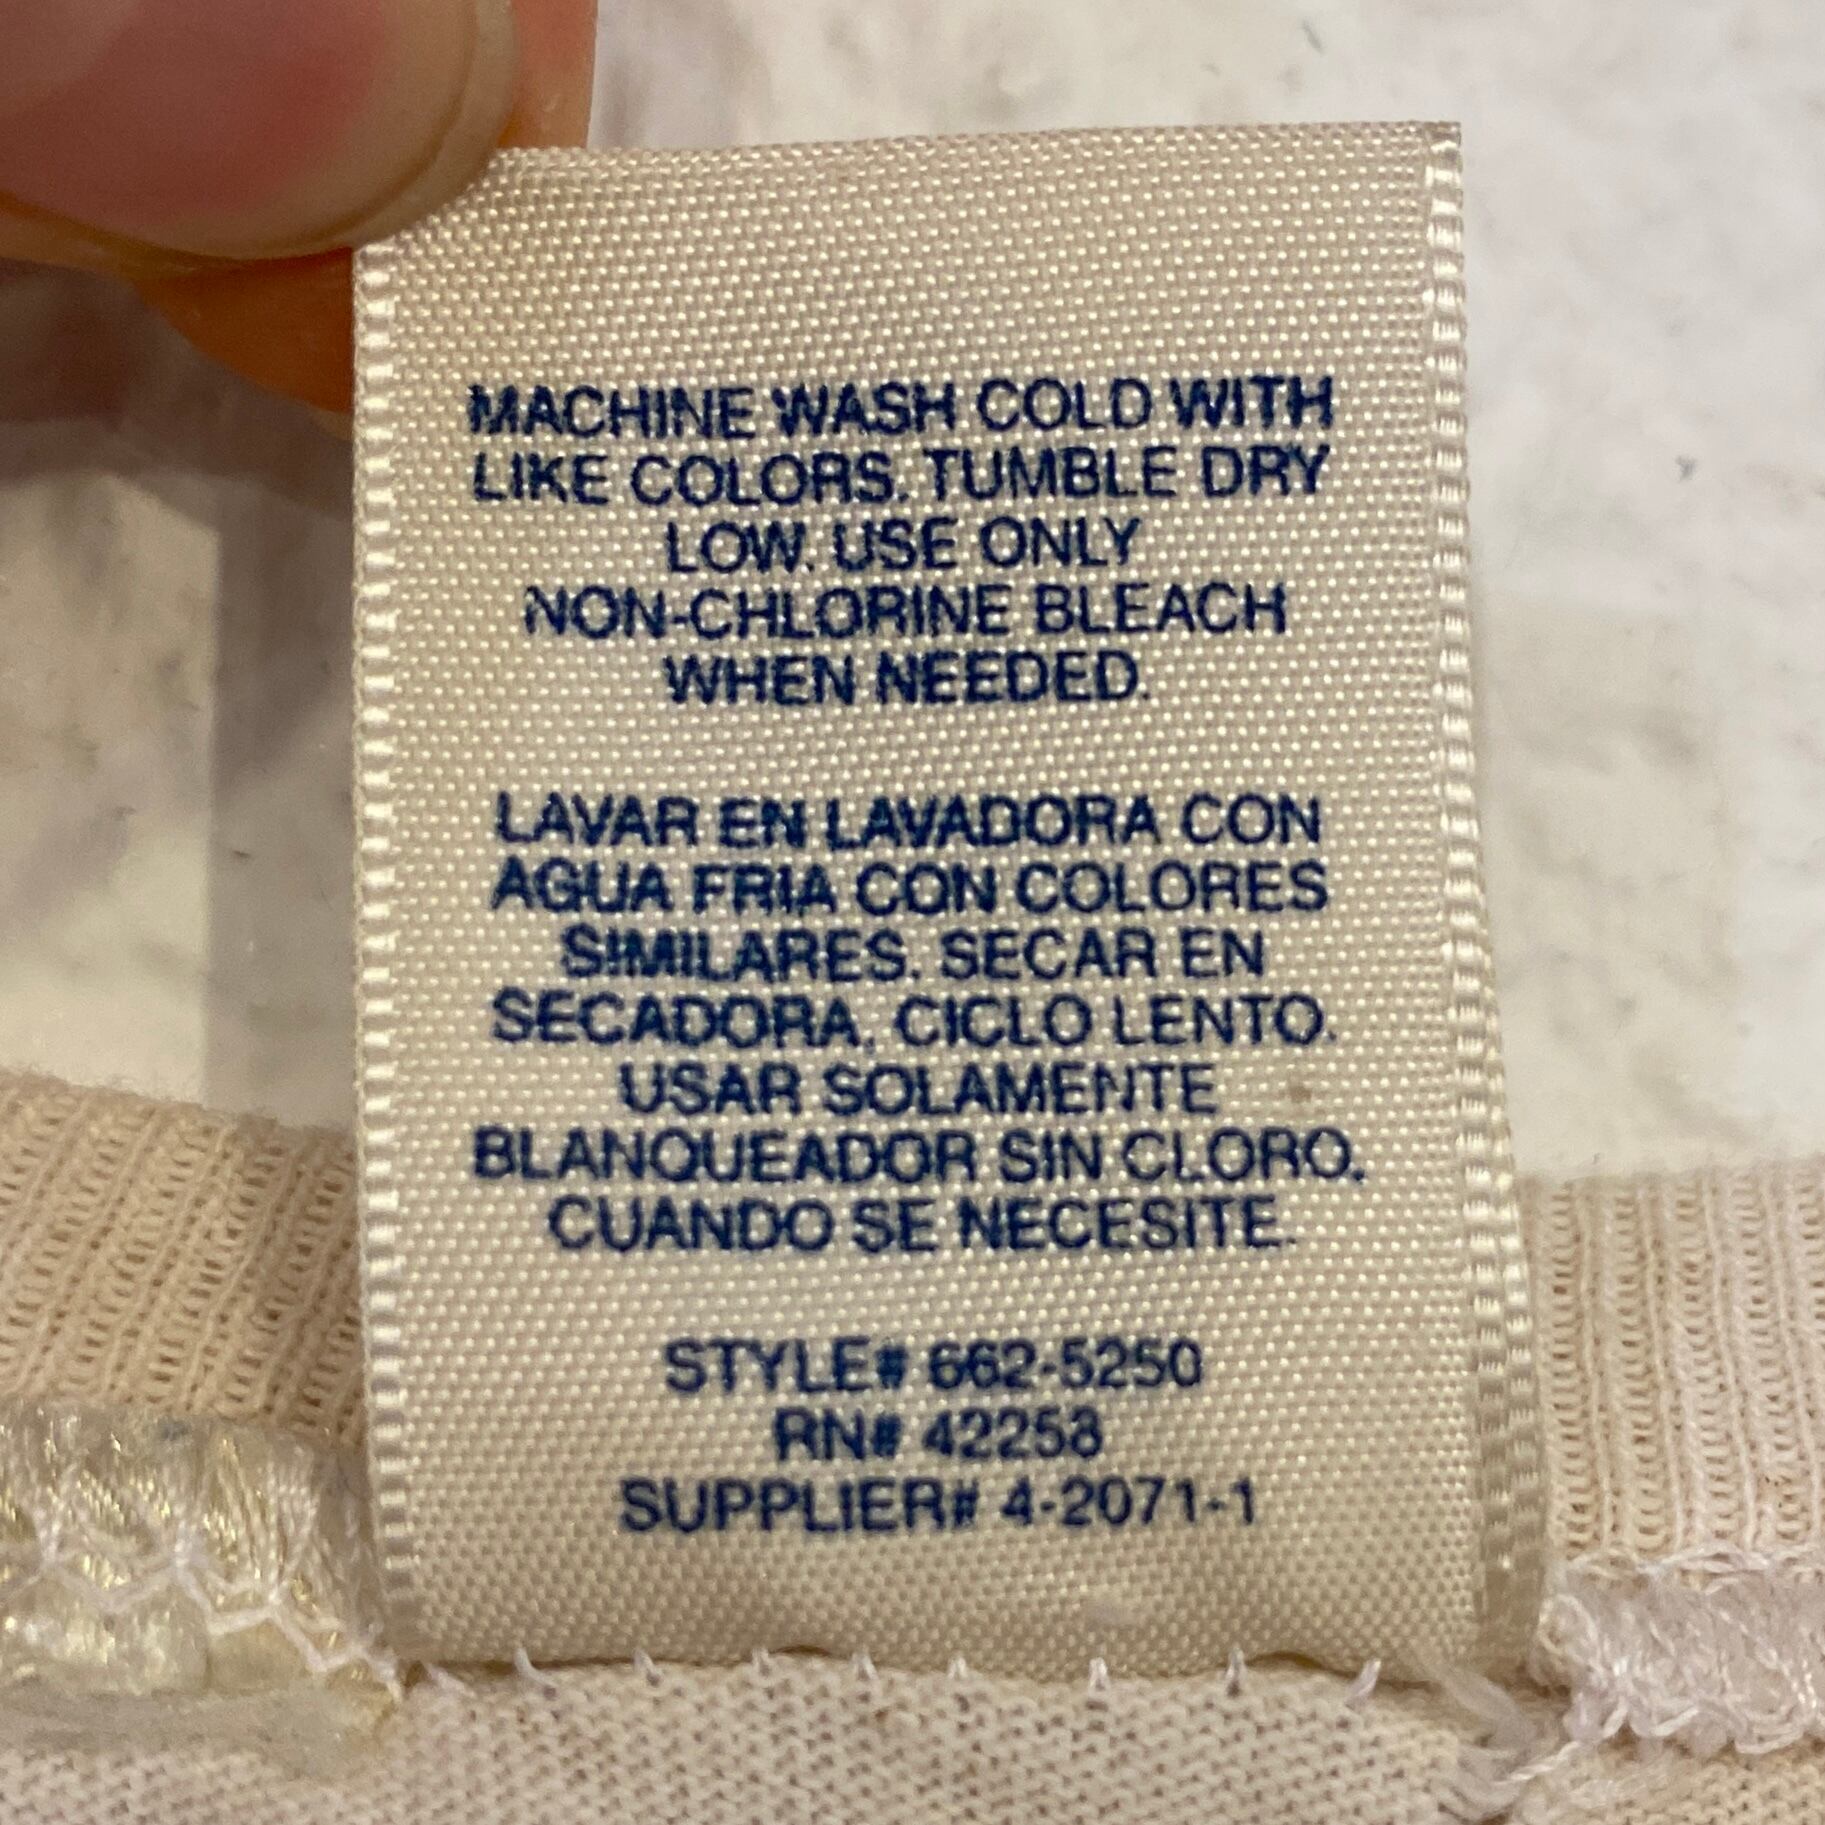 MACHINE WASH COLD WITH
LIKE COLORS. TUMBLE DRY
LOW. USE ONLY
NON-CHLORINE BLEACH
WHEN NEEDED.
LAVAR EN LAVADORA CON
AGUA FRIA CON COLORES
SIMILARES. SECAR EN
SECADORA, CICLO LENTO.
USAR SOLAMENTE
BLANQUEADOR SIN CLORO,
CUANDO SE NECESITE.
STYLE# 662-5250
RN# 42258
SUPPLIER# 4-2071-1